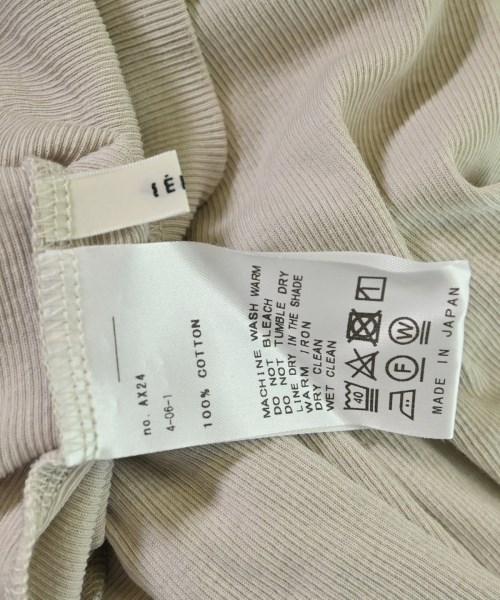 no. AX24
4-06-1
100% COTTON
MACHINE WASH WARM
DO NOT BLEACH
DO NOT TUMBLE DRY
LINE DRY IN THE SHADE
WARM IRON
DRY CLEAN
WET CLEAN
40
F W
MADE IN JAPAN